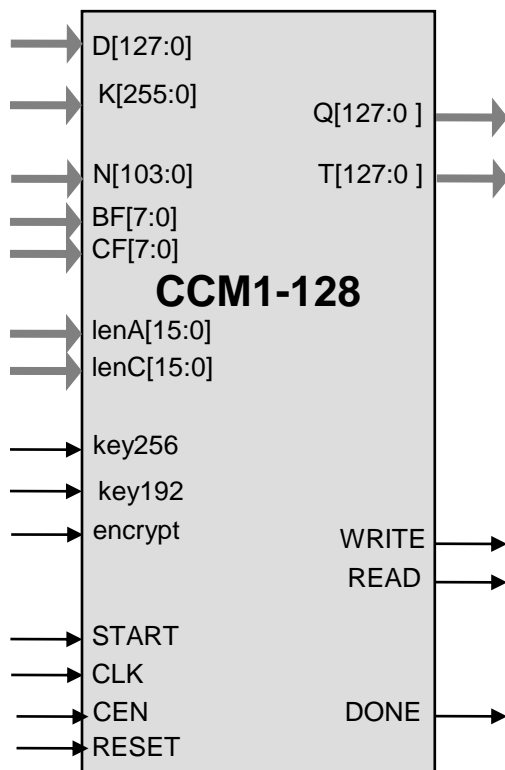 D[127:0]
K[255:0]
Q[127:0 ]
N[103:0]
T[127:0 ]
BF[7:0]
CF[7:0]
CCM1-128
lenA[15:0]
lenC[15:0]
key256
key192
encrypt
WRITE
READ
START
CLK
CEN
DONE
RESET